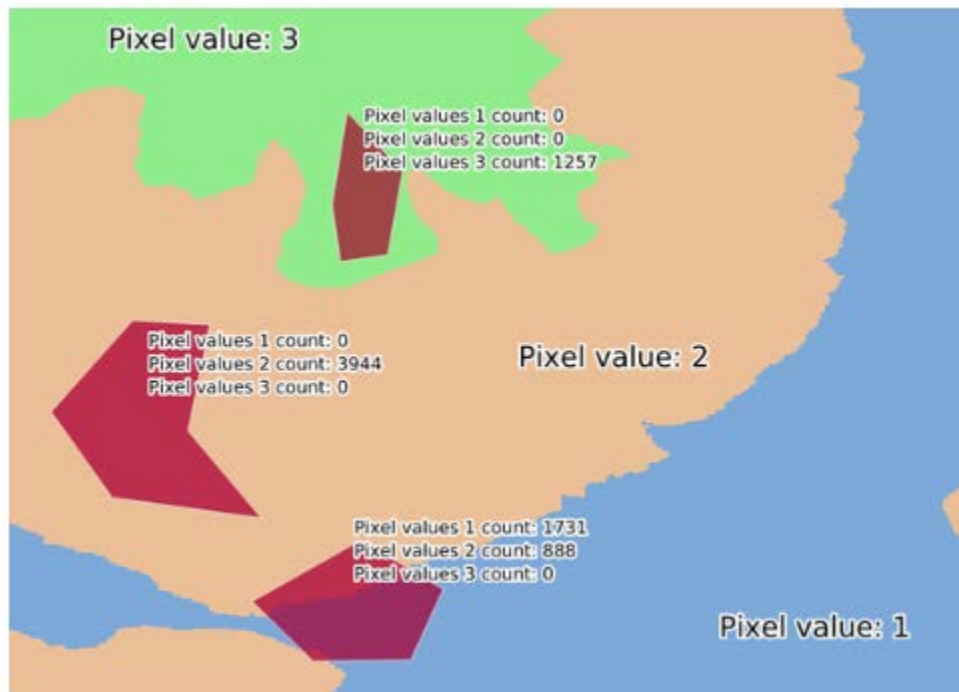 Pixel value: 3
Pixel values 1 count: 0
Pixel values 2 count: 0
Pixel values 3 count: 1257
Pixel values 1 count: 0
Pixel values 2 count: 3944
Pixel values 3 count: 0
Pixel value: 2
Pixel values 1 count: 1731
Pixel values 2 count: 888
Pixel values 3 count: 0
Pixel value: 1